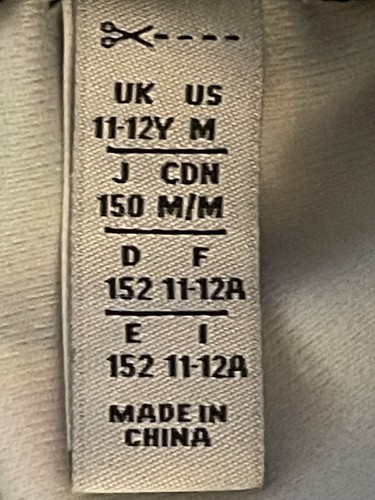 UK US
11-12Y M
J CDN
150 M/M
D F
152 11-12A
E I
152 11-12A
MADE IN
CHINA